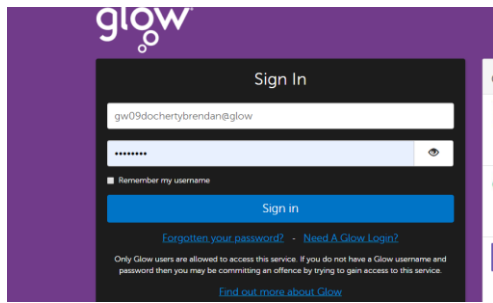 glow
Sign In
gw09dochertybrendan@glow
••••••••
Remember my username
Sign in
Forgotten your password? - Need A Glow Login?
Only Glow users are allowed to access this service. If you do not have a Glow username and
password then you may be committing an offence by trying to gain access to this service.
Find out more about Glow